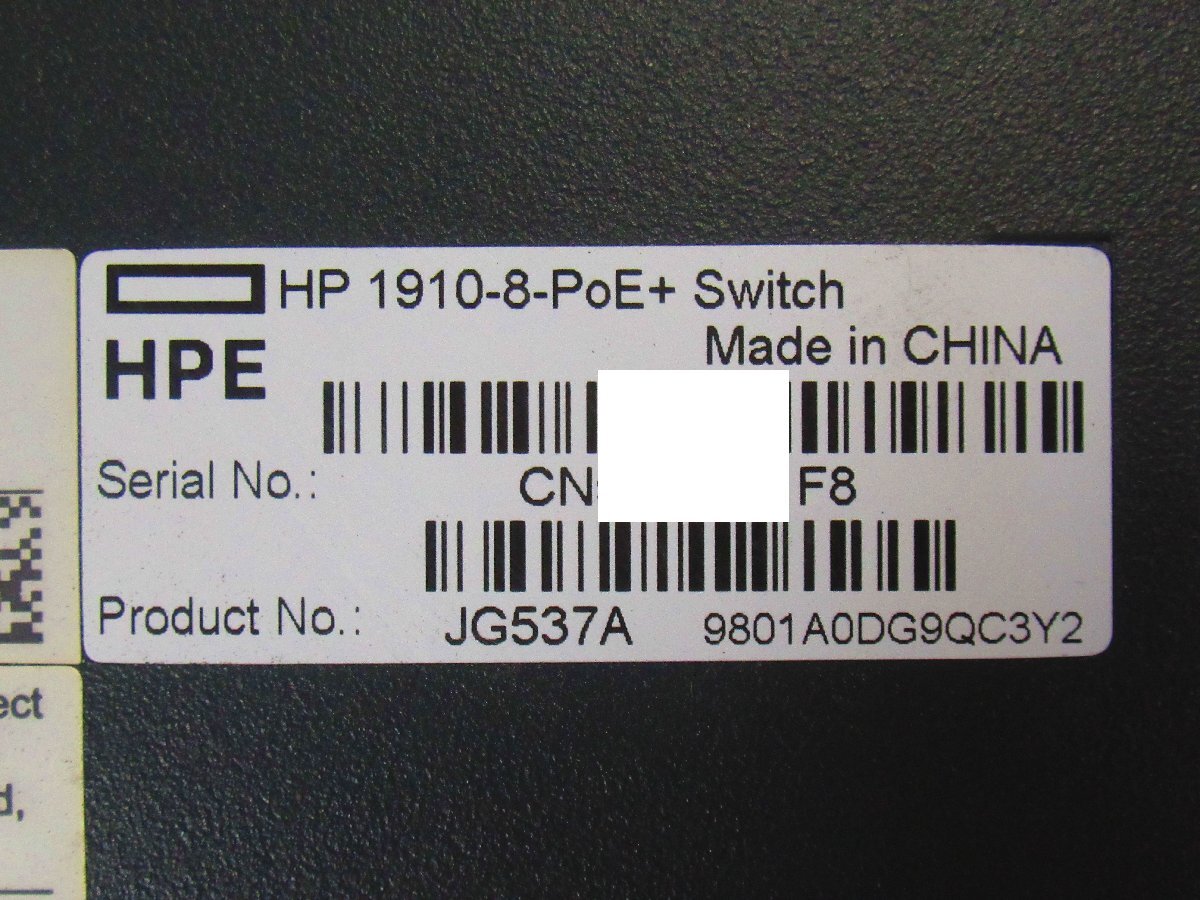 HP 1910-8-PoE+ Switch
Made in CHINA
HPE
Serial No.: CN F8
Product No.: JG537A 9801A0DG9QC3Y2
ect
d,